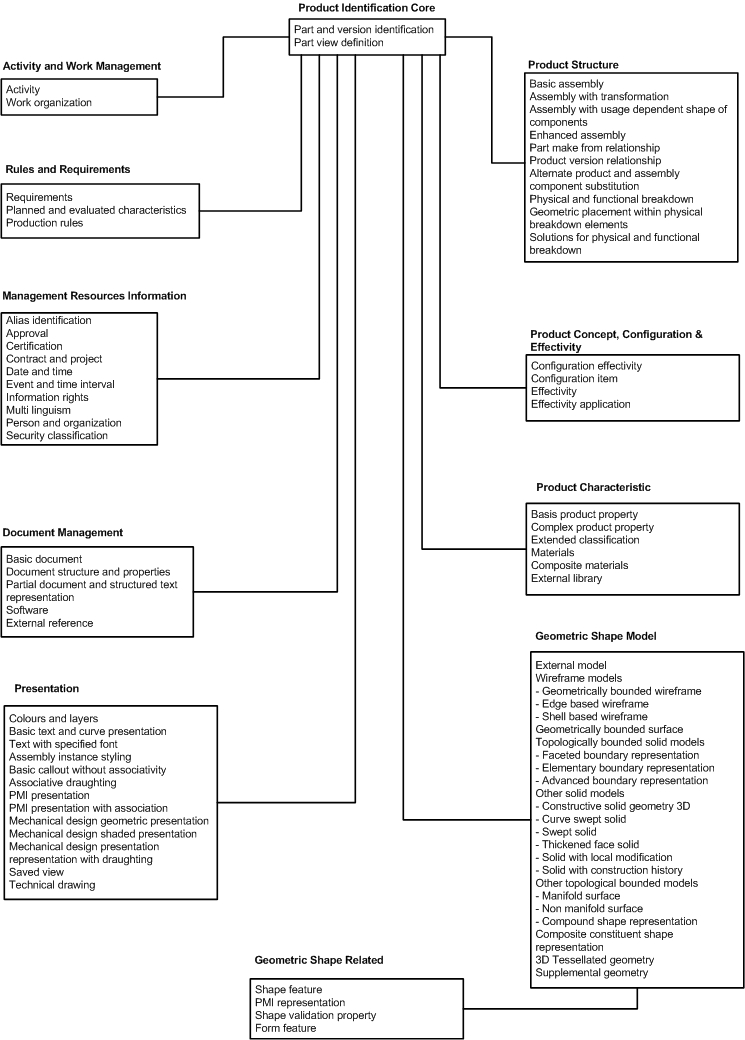 Product Identification Core
Part and version identification
Part view definition
Activity and Work Management
Activity
Work organization
Rules and Requirements
Requirements
Planned and evaluated characteristics
Production rules
Management Resources Information
Alias identification
Approval
Certification
Contract and project
Date and time
Event and time interval
Information rights
Multi linguism
Person and organization
Security classification
Document Management
Basic document
Document structure and properties
Partial document and structured text
representation
Software
External reference
Presentation
Colours and layers
Basic text and curve presentation
Text with specified font
Assembly instance styling
Basic callout without associativity
Associative draughting
PMI presentation
PMI presentation with association
Mechanical design geometric presentation
Mechanical design shaded presentation
Mechanical design presentation
representation with draughting
Saved view
Technical drawing
Product Structure
Basic assembly
Assembly with transformation
Assembly with usage dependent shape of
components
Enhanced assembly
Part make from relationship
Product version relationship
Alternate product and assembly
component substitution
Physical and functional breakdown
Geometric placement within physical
breakdown elements
Solutions for physical and functional
breakdown
Product Concept, Configuration &
Effectivity
Configuration effectivity
Configuration item
Effectivity
Effectivity application
Product Characteristic
Basis product property
Complex product property
Extended classification
Materials
Composite materials
External library
Geometric Shape Model
External model
Wireframe models
- Geometrically bounded wireframe
- Edge based wireframe
- Shell based wireframe
Geometrically bounded surface
Topologically bounded solid models
- Faceted boundary representation
- Elementary boundary representation
- Advanced boundary representation
Other solid models
- Constructive solid geometry 3D
- Curve swept solid
- Swept solid
- Thickened face solid
- Solid with local modification
- Solid with construction history
Other topological bounded models
- Manifold surface
- Non manifold surface
- Compound shape representation
Composite constituent shape
representation
3D Tessellated geometry
Supplemental geometry
Geometric Shape Related
Shape feature
PMI representation
Shape validation property
Form feature